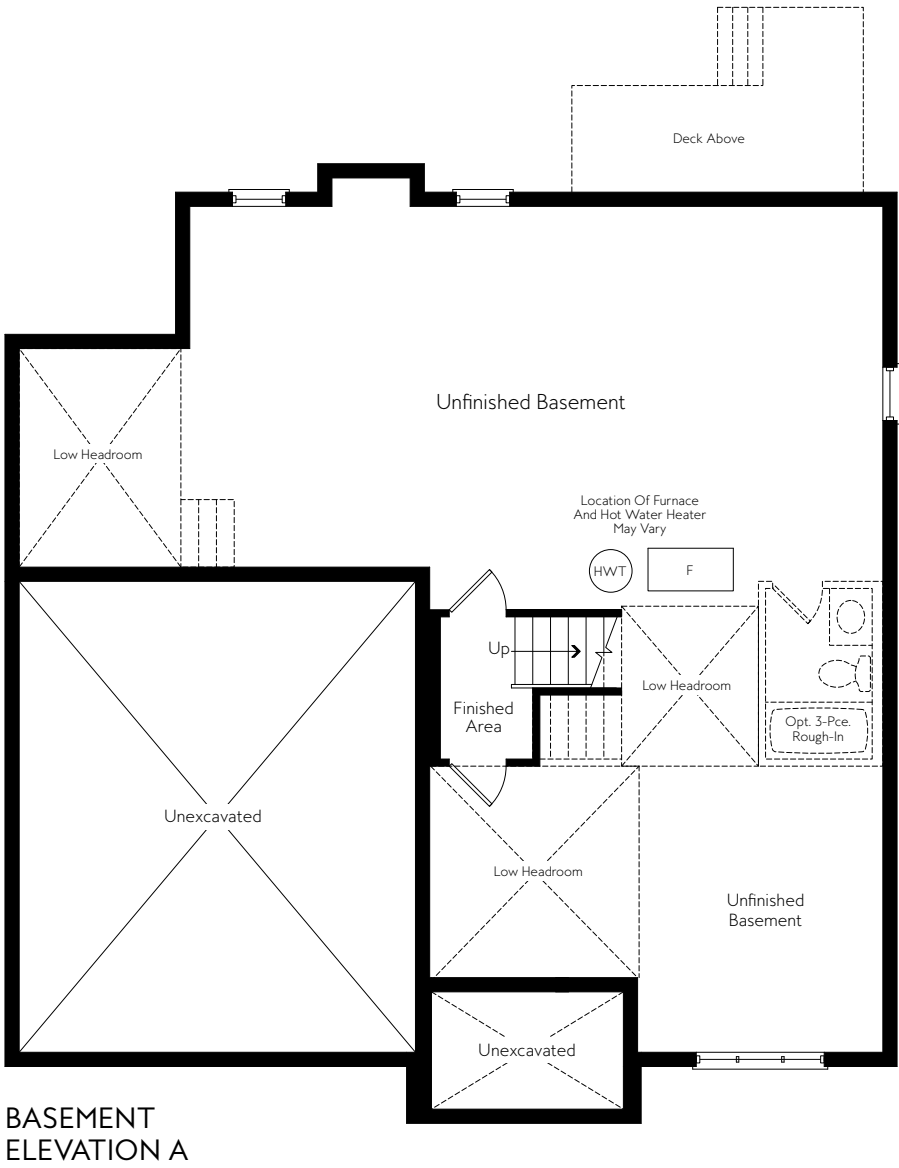 Deck Above
Unfinished Basement
Low Headroom
Location Of Furnace
And Hot Water Heater
May Vary
HWT
F
Up
Low Headroom
Finished
Area
Opt. 3-Pce.
Rough-In
Unexcavated
Low Headroom
Unfinished
Basement
Unexcavated
BASEMENT
ELEVATION A